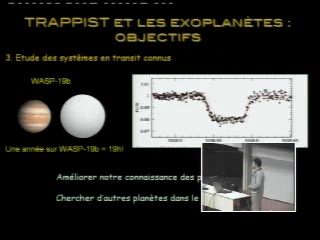 TRAPPIST ET LES EXOPLANÈTES :
OBJECTIFS
3. Etude des systèmes en transit connus
WASP-19b
Une année sur WASP-19b = 19h!
Améliorer notre connaissance des
Chercher d'autres planètes dans le